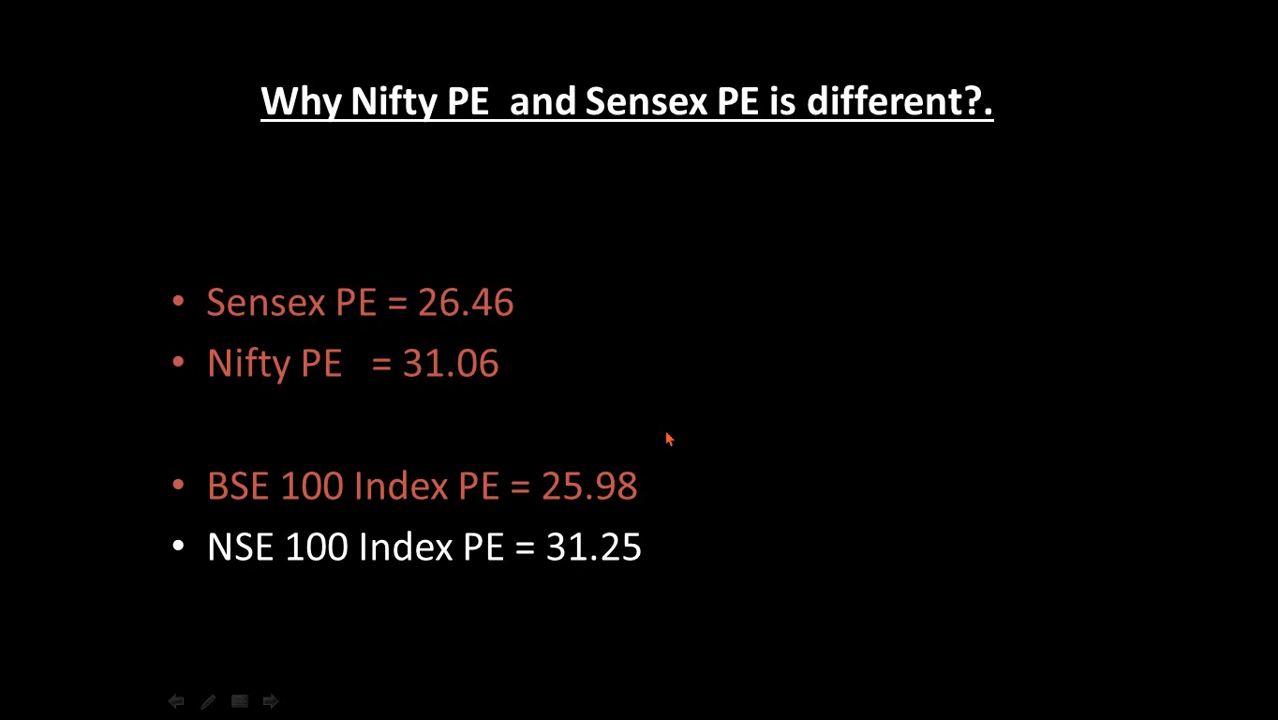 Why Nifty PE  and Sensex PE is different?.
• Sensex PE = 26.46
• Nifty PE   = 31.06
• BSE 100 Index PE = 25.98
• NSE 100 Index PE = 31.25